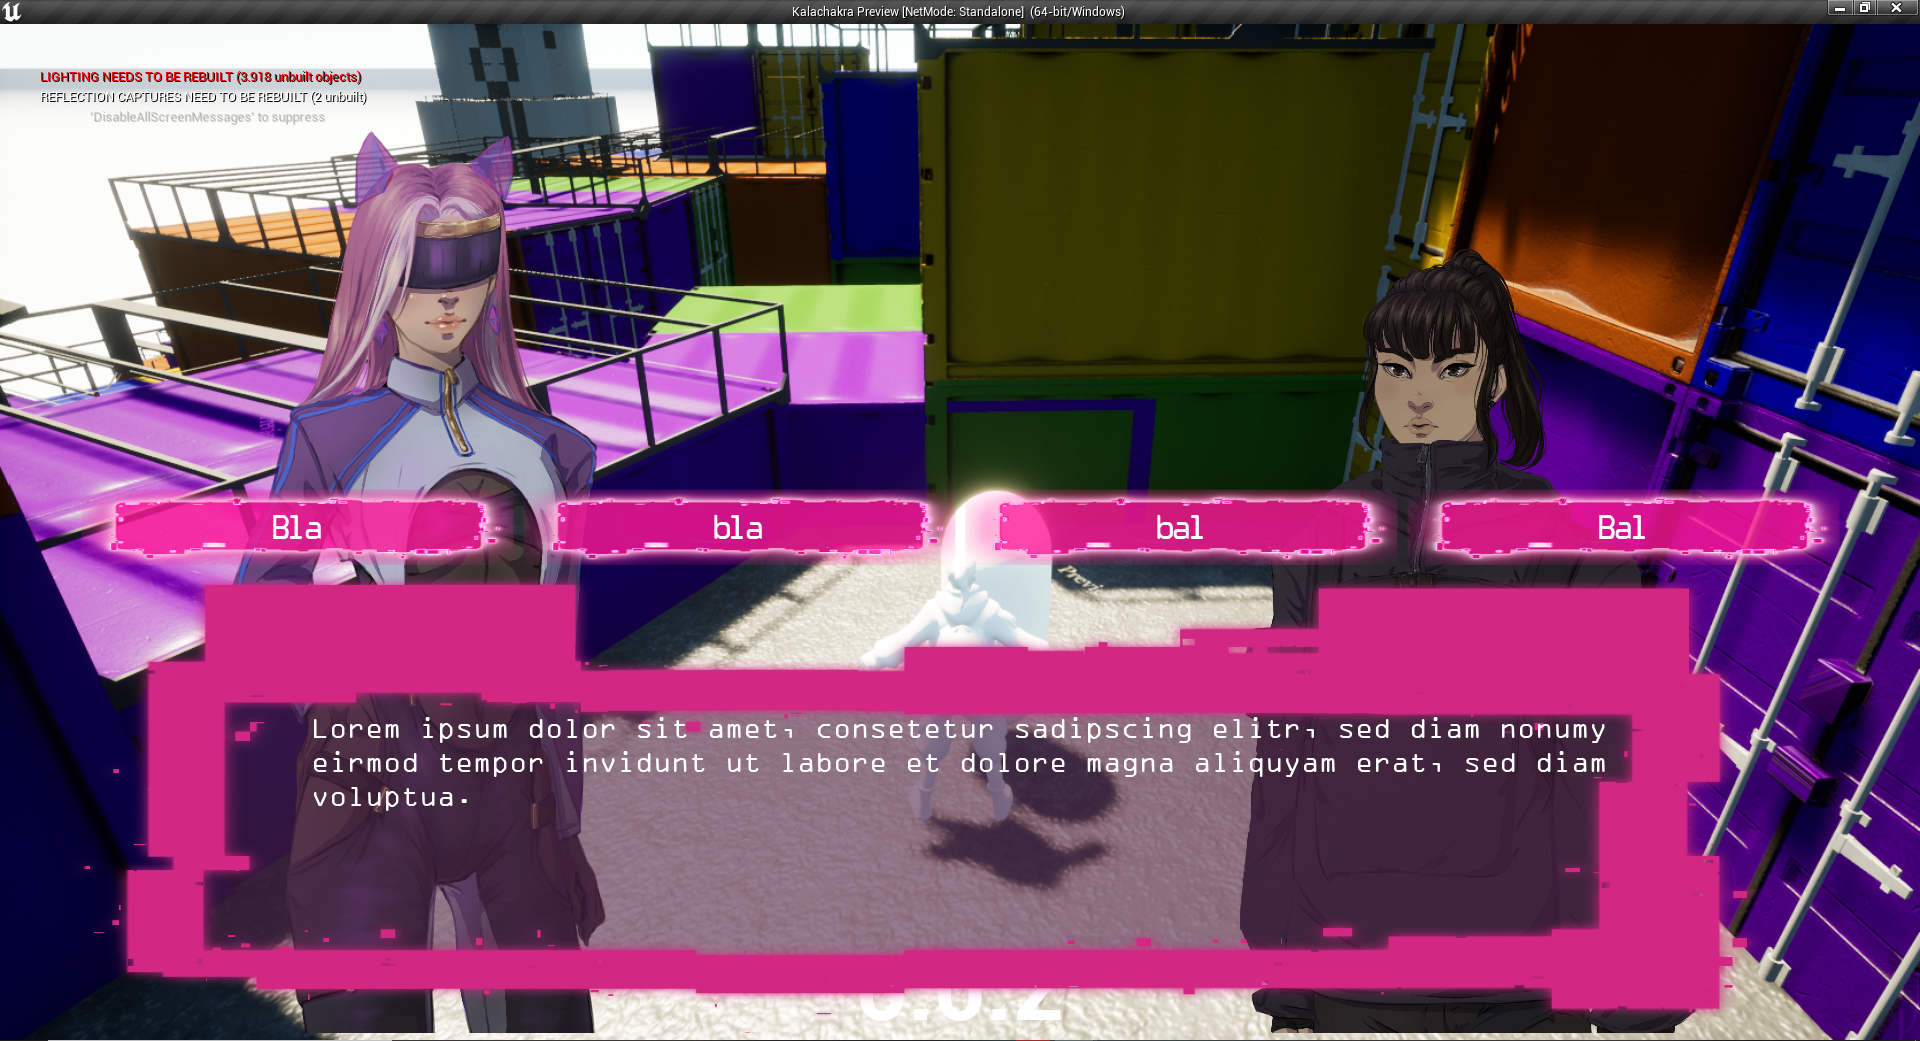 Kalachakra Preview [NetMode: Standalone] (64-bit/Windows)
LIGHTING NEEDS TO BE REBUILT (3.918 unbuilt objects)
REFLECTION CAPTURES NEED TO BE REBUILT (2 unbuilt)
'DisableAllScreenMessages' to suppress
Bla
bla
bal
Bal
Lorem ipsum dolor sit amet, consetetur sadipscing elitr, sed diam nonumy
eirmod tempor invidunt ut labore et dolore magna aliquyam erat, sed diam
voluptua.